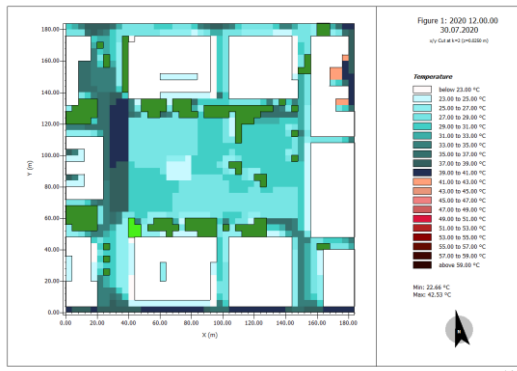 Figure 1: 2020 12.00.00
30.07.2020
x/y Cut at k=3
180.00
160.00
140.00
120.00
100.00
80.00
60.00
40.00
20.00
0.00
Y (m)
0.00 20.00 40.00 60.00 80.00 100.00 120.00 140.00 160.00 180.00
X (m)
Temperature
below 23.00 °C
23.00 to 25.00 °C
25.00 to 27.00 °C
27.00 to 29.00 °C
29.00 to 31.00 °C
31.00 to 33.00 °C
33.00 to 35.00 °C
35.00 to 37.00 °C
37.00 to 39.00 °C
39.00 to 41.00 °C
41.00 to 43.00 °C
43.00 to 45.00 °C
45.00 to 47.00 °C
47.00 to 49.00 °C
49.00 to 51.00 °C
51.00 to 53.00 °C
53.00 to 55.00 °C
55.00 to 57.00 °C
57.00 to 59.00 °C
above 59.00 °C
Min: 22.66 °C
Max: 42.53 °C